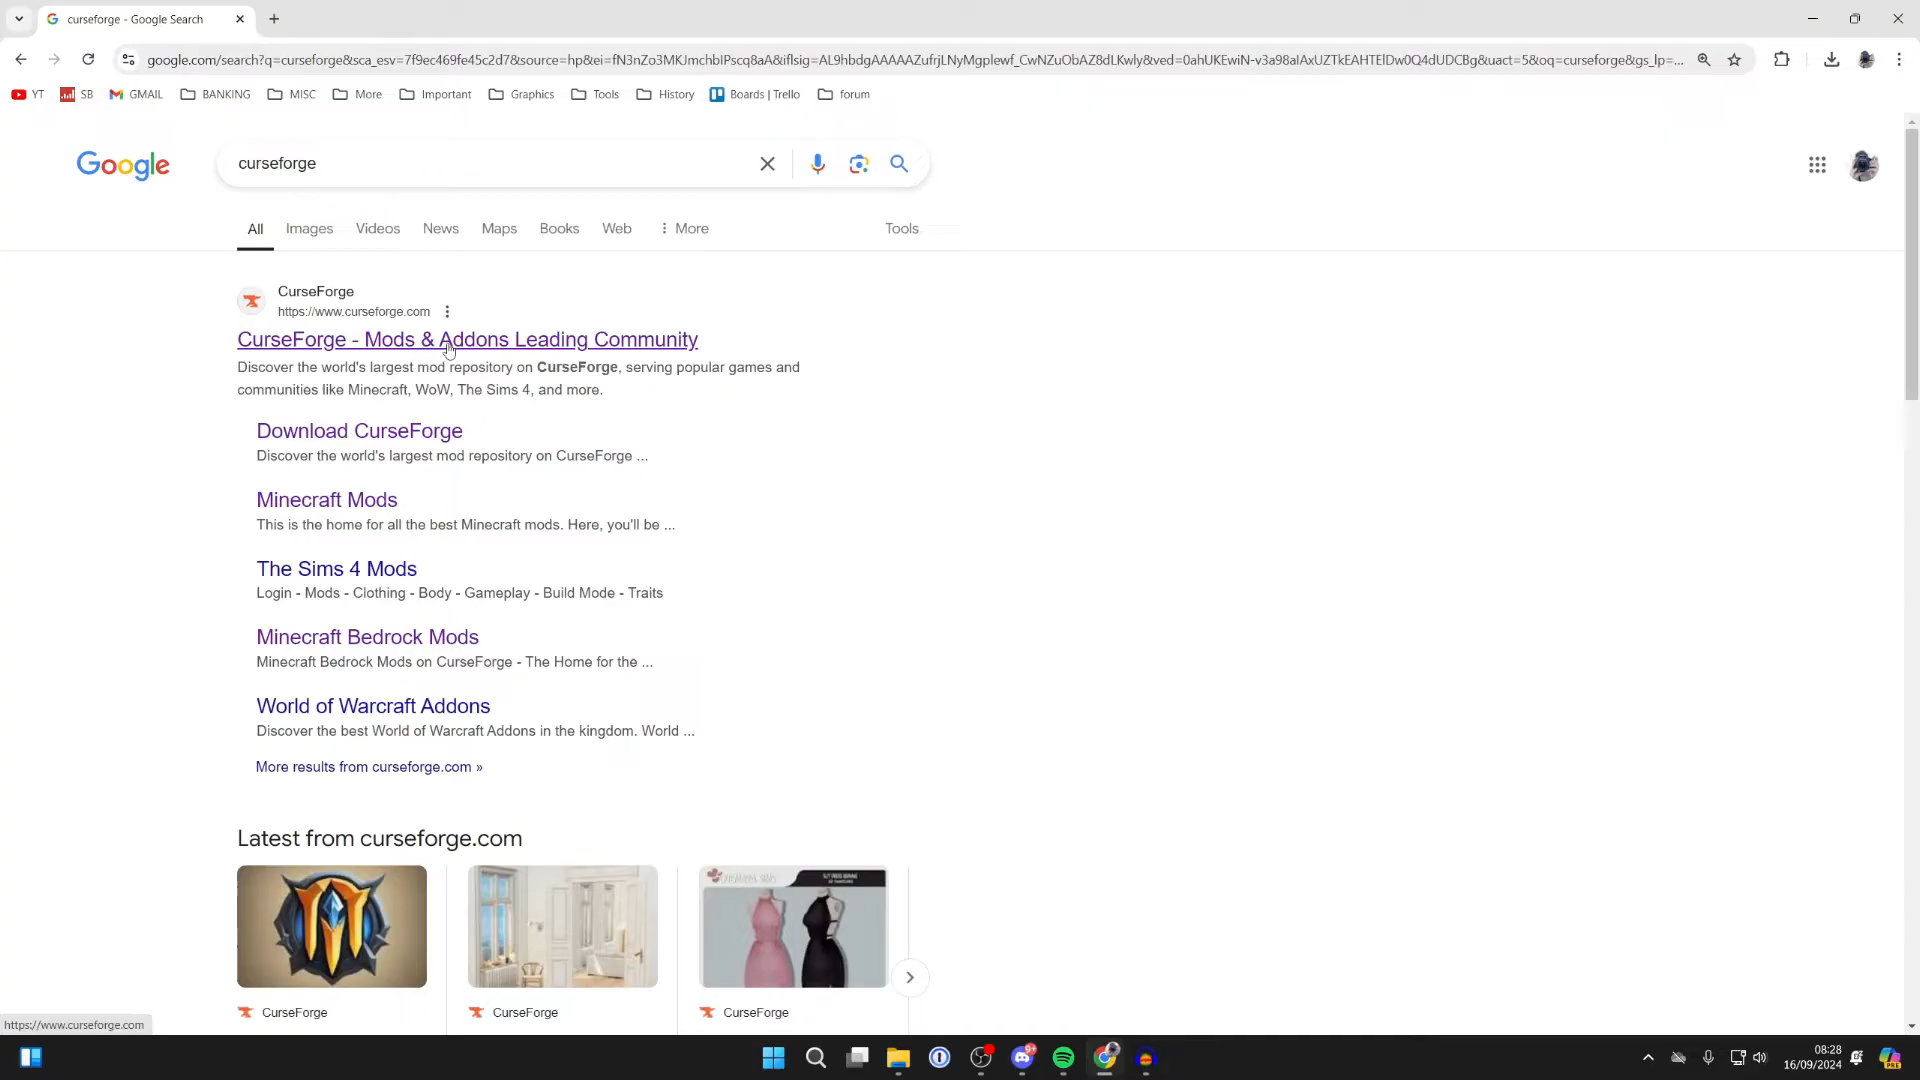 curseforge - Google Search
google.com/search?q=curseforge&sca_esv=7f9ec469fe45c2d7&source=hp&ei=fN3nZo3MKJmchbIPscq8aA&iflsig=AL9hbdgAAAAAZufrjLNyMgplewf_CwNZuObAZ8dLKwly&ved=0ahUKEwiN-v3a98aIAxUZTkEAHTElDw0Q4dUDCBg&uact=5&oq=curseforge&gs_lp=...
YT SB GMAIL BANKING MISC More Important Graphics Tools History Boards | Trello forum
Google
curseforge
All Images Videos News Maps Books Web More Tools
CurseForge
https://www.curseforge.com
CurseForge - Mods & Addons Leading Community
Discover the world's largest mod repository on CurseForge, serving popular games and
communities like Minecraft, WoW, The Sims 4, and more.
Download CurseForge
Discover the world's largest mod repository on CurseForge ...
Minecraft Mods
This is the home for all the best Minecraft mods. Here, you'll be ...
The Sims 4 Mods
Login - Mods - Clothing - Body - Gameplay - Build Mode - Traits
Minecraft Bedrock Mods
Minecraft Bedrock Mods on CurseForge - The Home for the ...
World of Warcraft Addons
Discover the best World of Warcraft Addons in the kingdom. World ...
More results from curseforge.com »
Latest from curseforge.com
CurseForge CurseForge CurseForge
https://www.curseforge.com
9+
08:28
16/09/2024
PRE